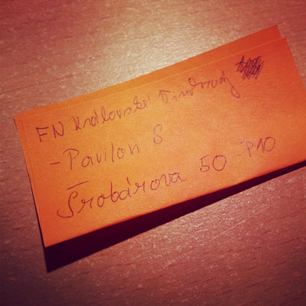 FN Královské Vinohrady
- Pavilon S
Šrobárova 50 - P10